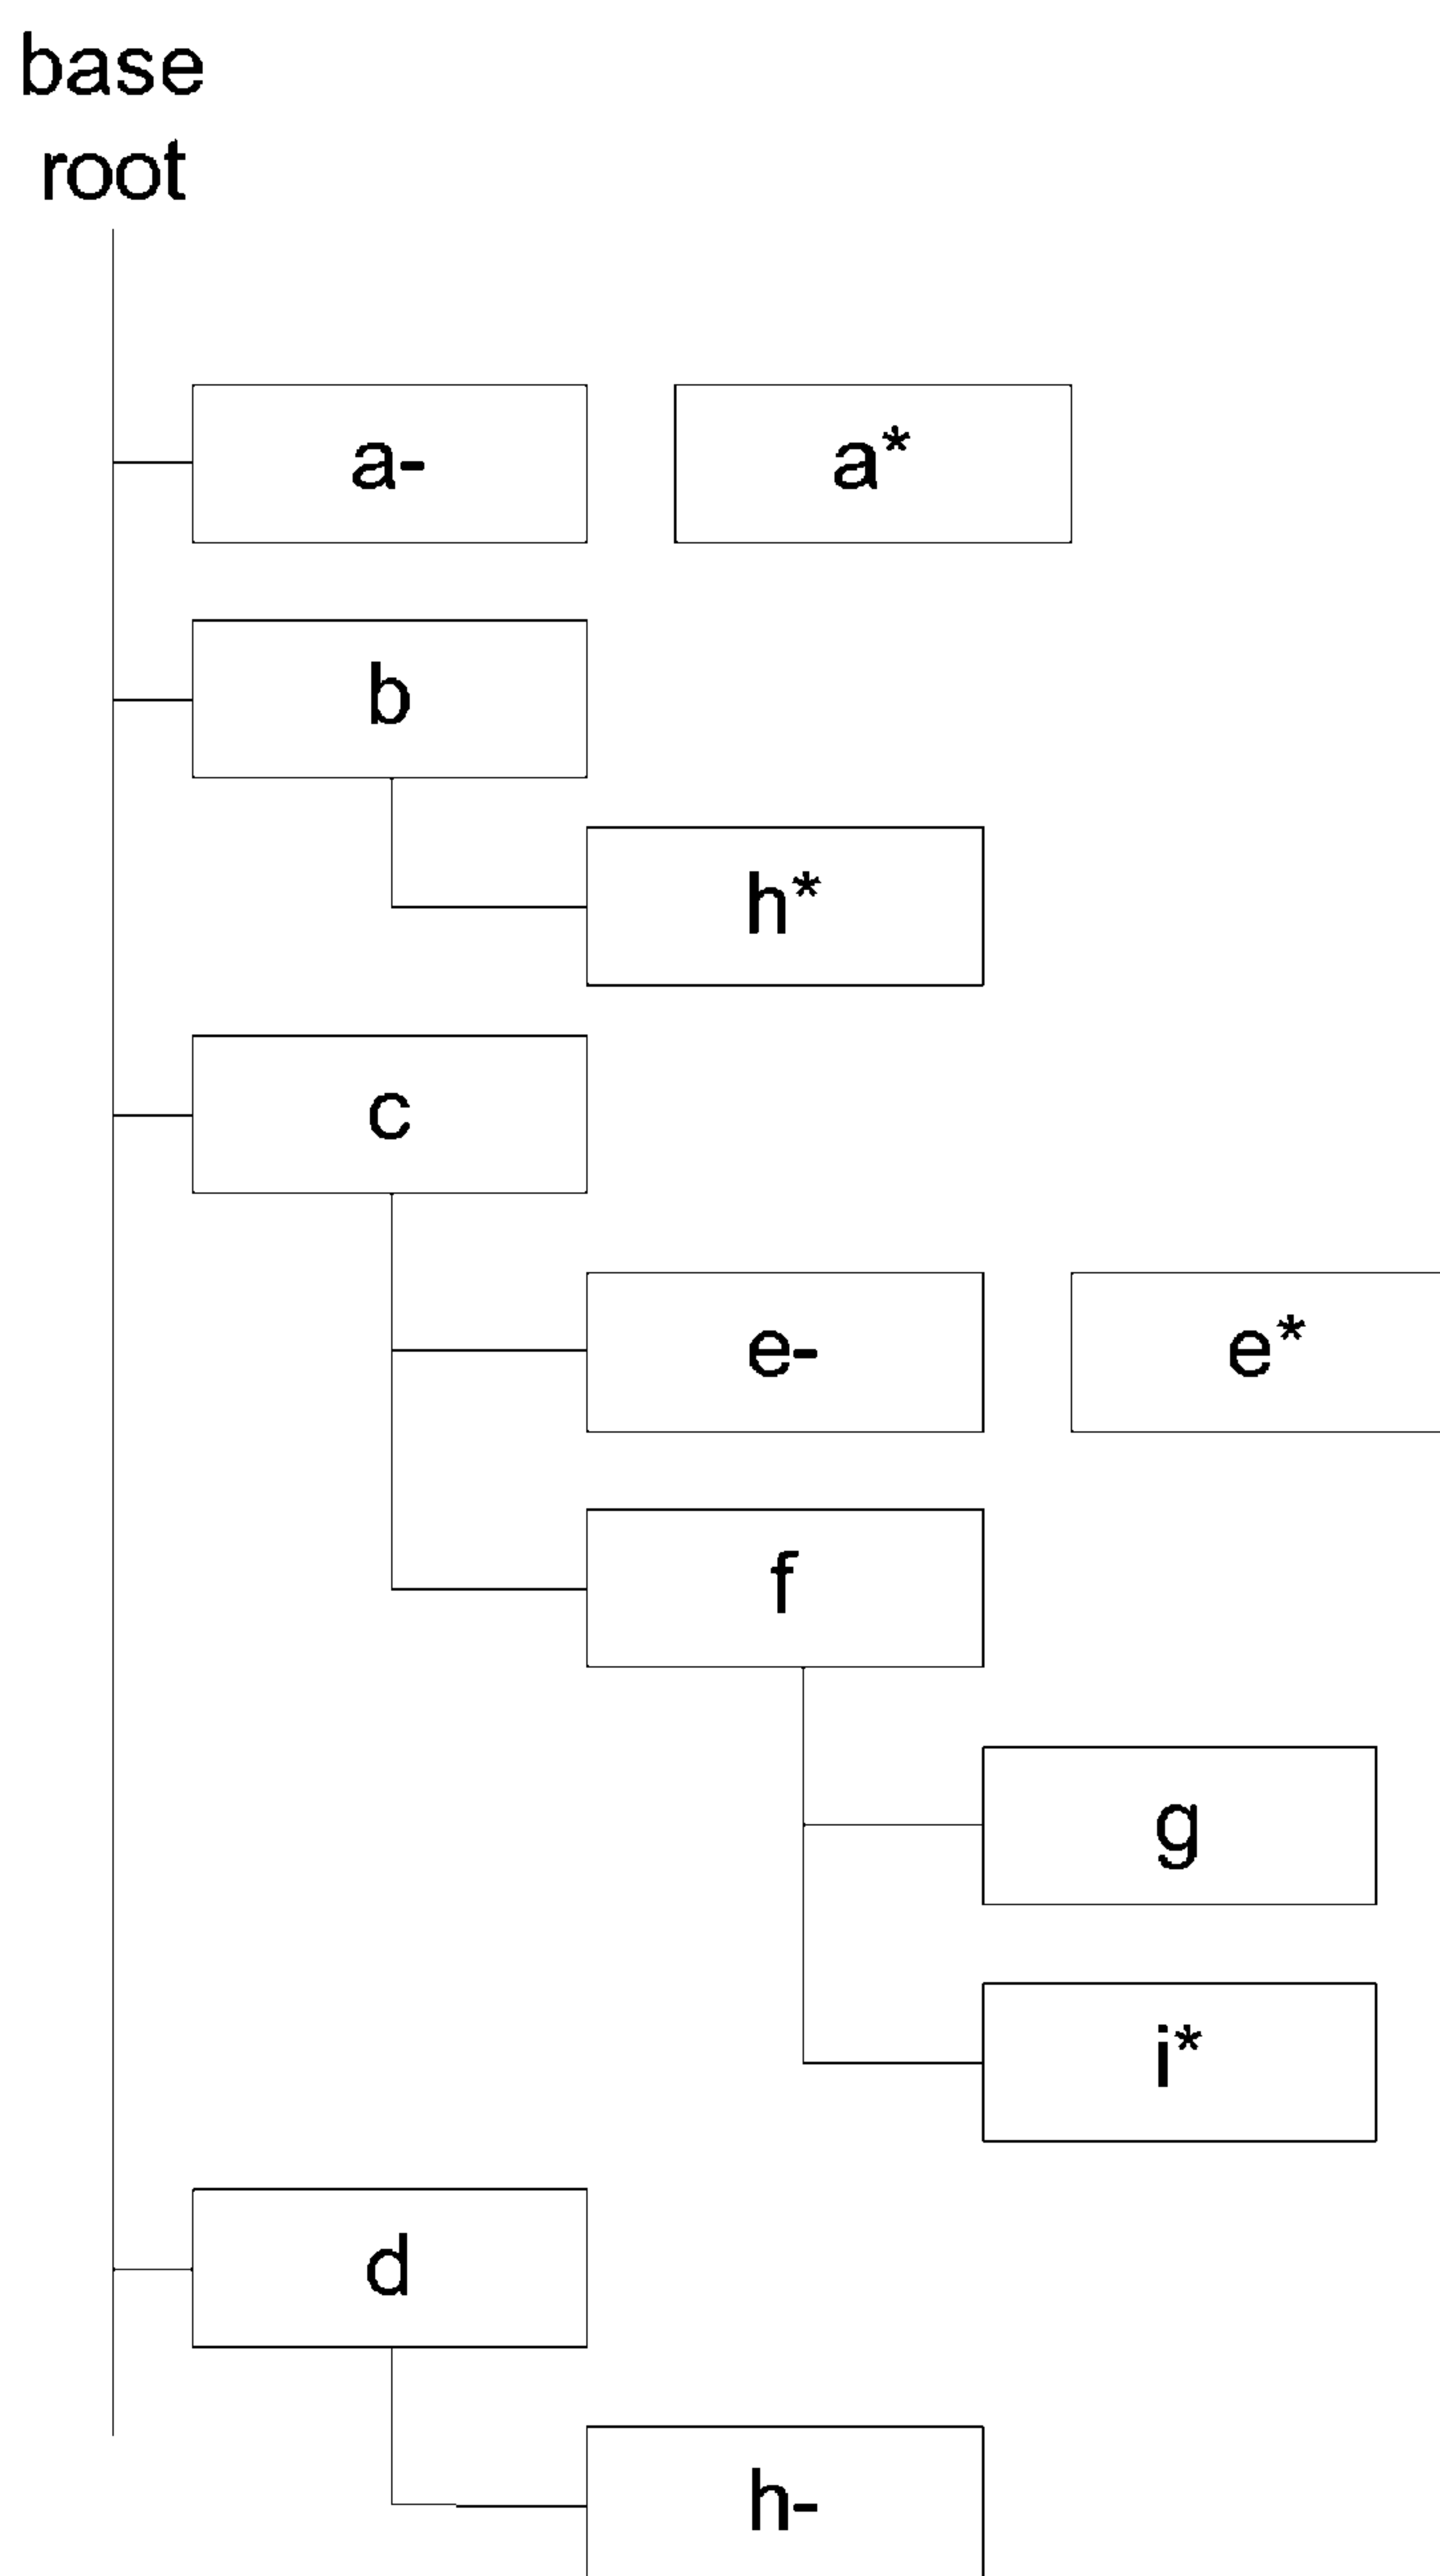 base
root
a- a*
b
h*
c
e- e*
f
g
i*
d
h-